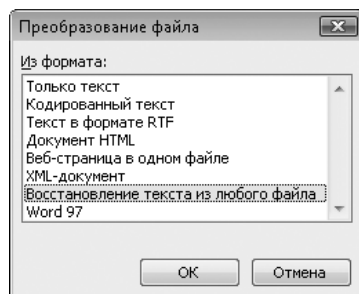 Преобразование файла
Из формата:
Только текст
Кодированный текст
Текст в формате RTF
Документ HTML
Веб-страница в одном файле
XML-документ
Восстановление текста из любого файла
Word 97
ОК
Отмена